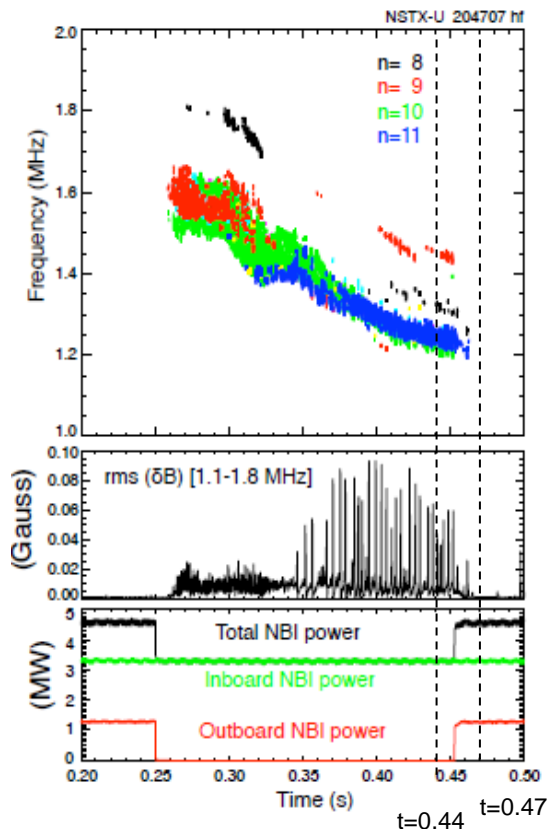 NSTX-U 204707 hf
2.0
n= 8
n= 9
n=10
n=11
1.8
1.6
1.4
1.2
1.0
Frequency (MHz)
0.10
rms (δB) [1.1-1.8 MHz]
0.08
0.06
0.04
0.02
0.00
(Gauss)
5
Total NBI power
4
3
Inboard NBI power
2
Outboard NBI power
1
0
(MW)
0.20 0.25 0.30 0.35 0.40 0.45 0.50
Time (s)
t=0.44 t=0.47